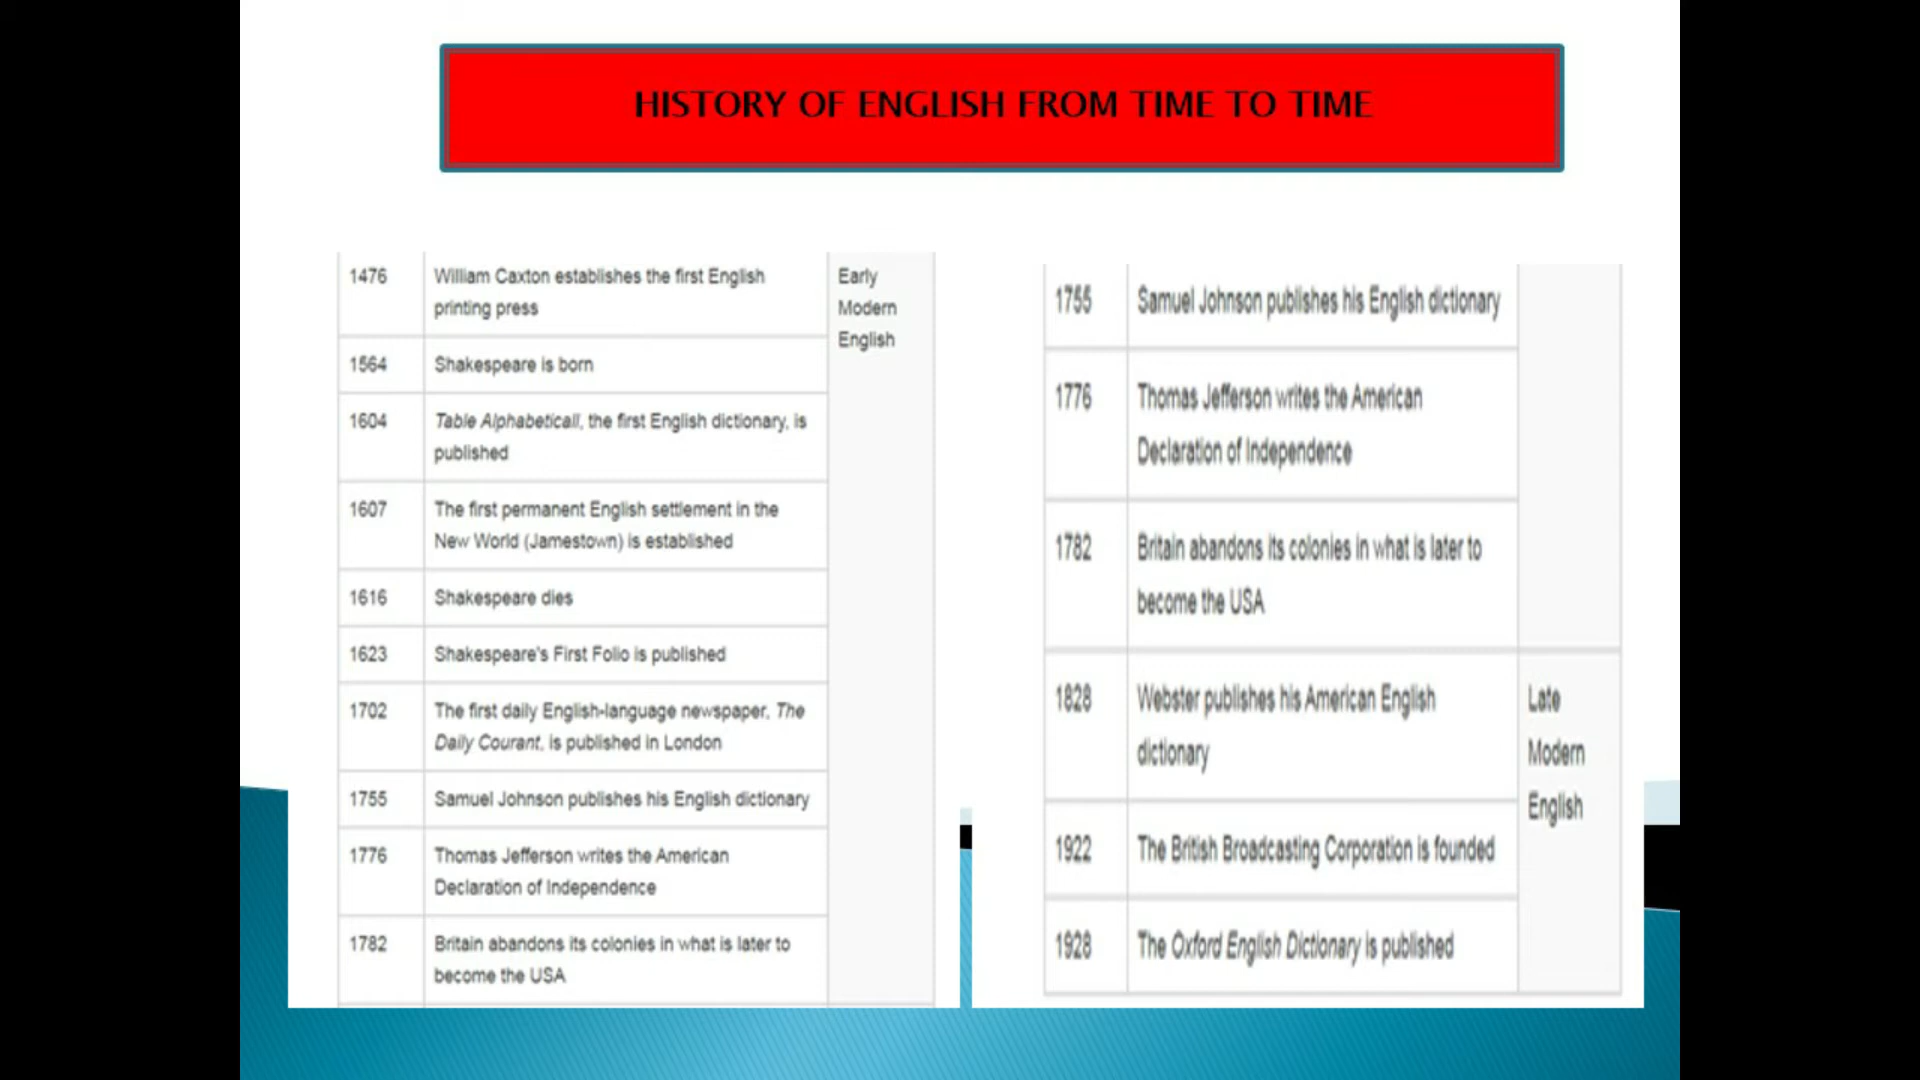 HISTORY OF ENGLISH FROM TIME TO TIME
1476 William Caxton establishes the first English Early
printing press Modern
English
1564 Shakespeare is born
1604 Table Alphabeticall, the first English dictionary, is
published
1607 The first permanent English settlement in the
New World (Jamestown) is established
1616 Shakespeare dies
1623 Shakespeare's First Folio is published
1702 The first daily English-language newspaper, The
Daily Courant, is published in London
1755 Samuel Johnson publishes his English dictionary
1776 Thomas Jefferson writes the American
Declaration of Independence
1782 Britain abandons its colonies in what is later to
become the USA
1755 Samuel Johnson publishes his English dictionary
1776 Thomas Jefferson writes the American
Declaration of Independence
1782 Britain abandons its colonies in what is later to
become the USA
1828 Webster publishes his American English Late
dictionary Modern
English
1922 The British Broadcasting Corporation is founded
1928 The Oxford English Dictionary is published